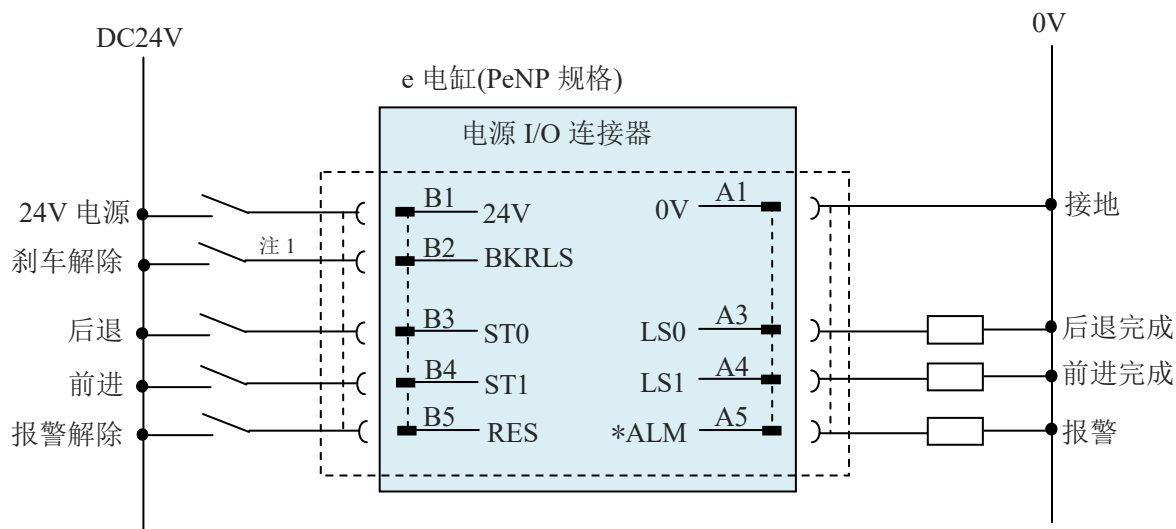 DC24V
0V
e 电缸(PeNP 规格)
电源 I/O 连接器
24V 电源
B1
24V
0V
A1
接地
刹车解除
注 1
B2
BKRLS
后退
B3
ST0
LS0
A3
后退完成
前进
B4
ST1
LS1
A4
前进完成
报警解除
B5
RES
*ALM
A5
报警